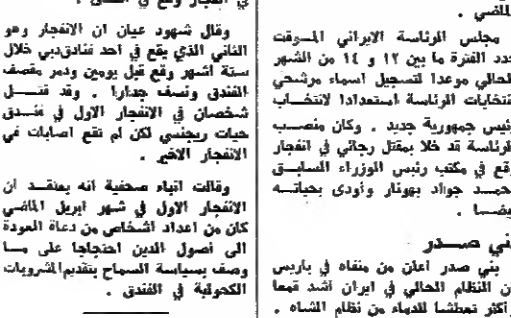 الماضي .
مجلس الرئاسة الايراني المؤقت
حدد الفترة ما بين ١٢ و ١٤ من الشهر
الحالي موعدا لتسجيل اسماء مرشحي
انتخابات الرئاسة استعدادا لانتخاب
رئيس جمهورية جديد . وكان منصب
الرئاسة قد خلا بمقتل رجائي في انفجار
وقع في مكتب رئيس الوزراء السابق
محمد جواد بهونار وأودى بحياته
ايضا .
بني صدر
بني صدر اعلن من منفاه في باريس
ان النظام الحالي في ايران أشد قمعا
وأكثر تعطشا للدماء من نظام الشاه .
في انفجار وقع في
وقال شهود عيان ان الانفجار وهو
الثاني الذي يقع في احد فنادق دبي خلال
ستة أشهر وقع قبل يومين ودمر مقصف
الفندق ونسف جدارا . وقد قتل
شخصان في الانفجار الاول في فندق
حيات ريجنسي لكن لم تقع اصابات في
الانفجار الاخير .
وقالت انباء صحفية انه يعتقد ان
الانفجار الاول في شهر ابريل الماضي
كان من اعداد أشخاص من دعاة العودة
الى أصول الدين احتجاجا على ما
وصف بسياسة السماح بتقديم المشروبات
الكحولية في الفندق .